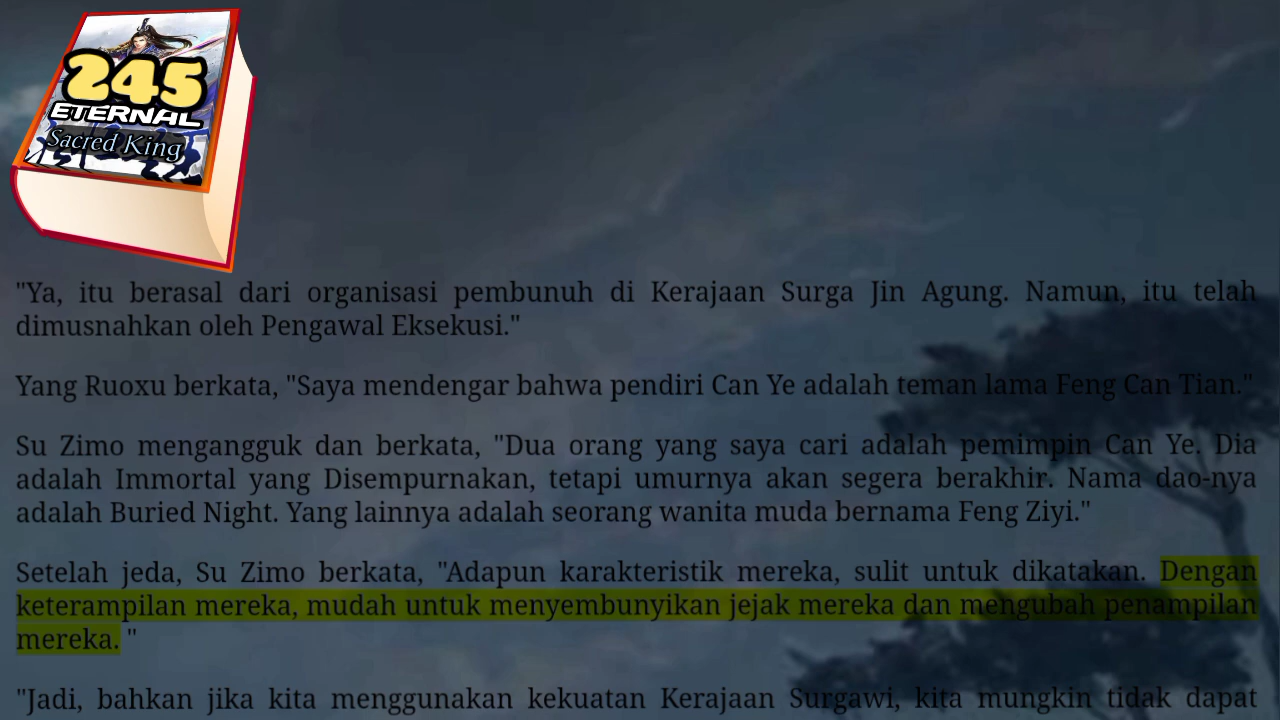 245
ETERNAL
Sacred King
"Ya, itu berasal dari organisasi pembunuh di Kerajaan Surga Jin Agung. Namun, itu telah
dimusnahkan oleh Pengawal Eksekusi."
Yang Ruoxu berkata, "Saya mendengar bahwa pendiri Can Ye adalah teman lama Feng Can Tian."
Su Zimo mengangguk dan berkata, "Dua orang yang saya cari adalah pemimpin Can Ye. Dia
adalah Immortal yang Disempurnakan, tetapi umurnya akan segera berakhir. Nama dao-nya
adalah Buried Night. Yang lainnya adalah seorang wanita muda bernama Feng Ziyi."
Setelah jeda, Su Zimo berkata, "Adapun karakteristik mereka, sulit untuk dikatakan. Dengan
keterampilan mereka, mudah untuk menyembunyikan jejak mereka dan mengubah penampilan
mereka. "
"Jadi, bahkan jika kita menggunakan kekuatan Kerajaan Surgawi, kita mungkin tidak dapat